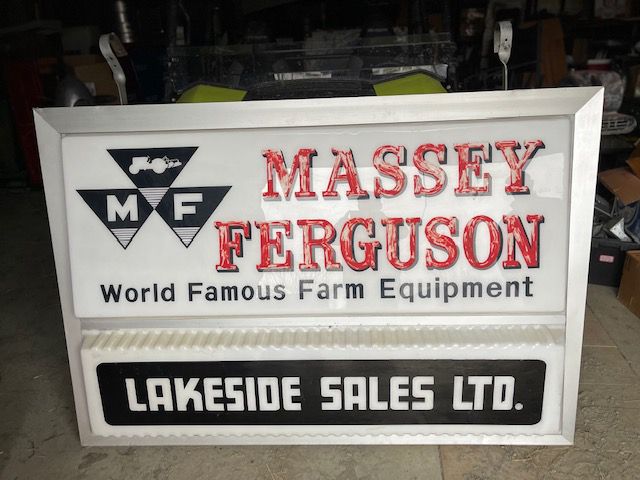 M F
MASSEY
FERGUSON
World Famous Farm Equipment
LAKESIDE SALES LTD.